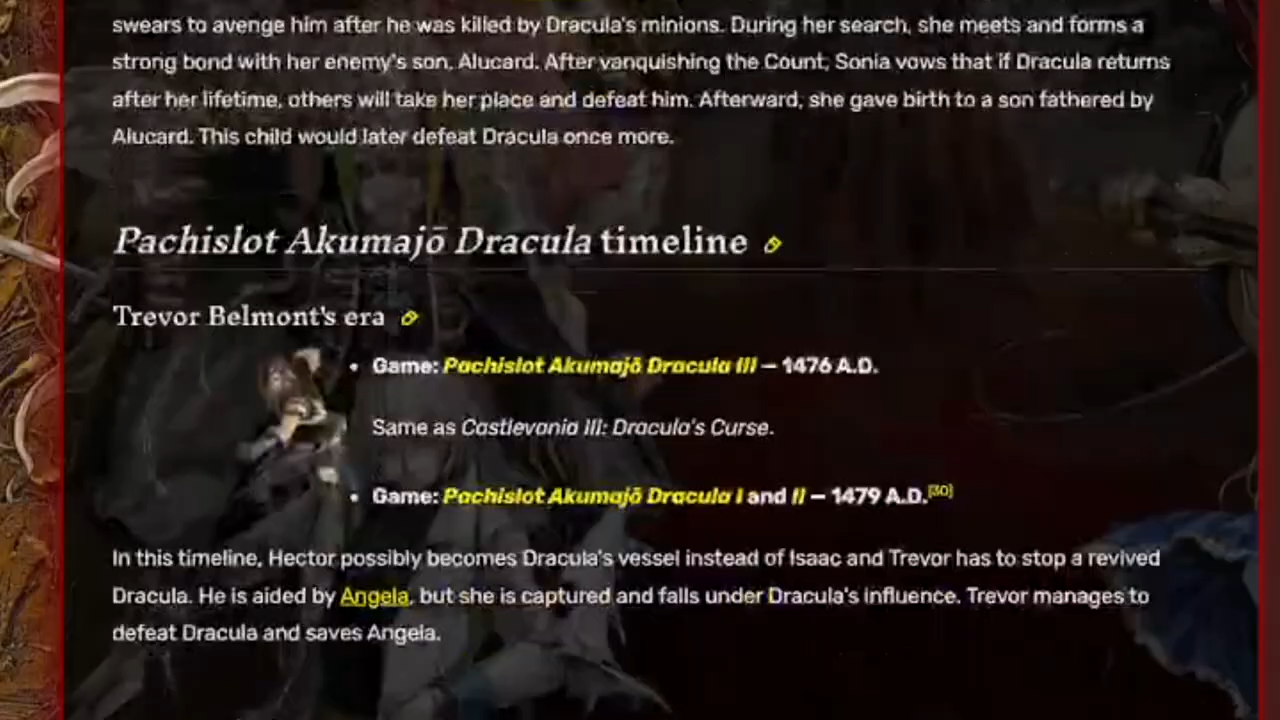 swears to avenge him after he was killed by Dracula's minions. During her search, she meets and forms a
strong bond with her enemy's son, Alucard. After vanquishing the Count, Sonia vows that if Dracula returns
after her lifetime, others will take her place and defeat him. Afterward, she gave birth to a son fathered by
Alucard. This child would later defeat Dracula once more.
Pachislot Akumajō Dracula timeline
Trevor Belmont's era
• Game: Pachislot Akumajō Dracula III – 1476 A.D.
Same as Castlevania III: Dracula's Curse.
• Game: Pachislot Akumajō Dracula I and II – 1479 A.D.[30]
In this timeline, Hector possibly becomes Dracula's vessel instead of Isaac and Trevor has to stop a revived
Dracula. He is aided by Angela, but she is captured and falls under Dracula's influence. Trevor manages to
defeat Dracula and saves Angela.